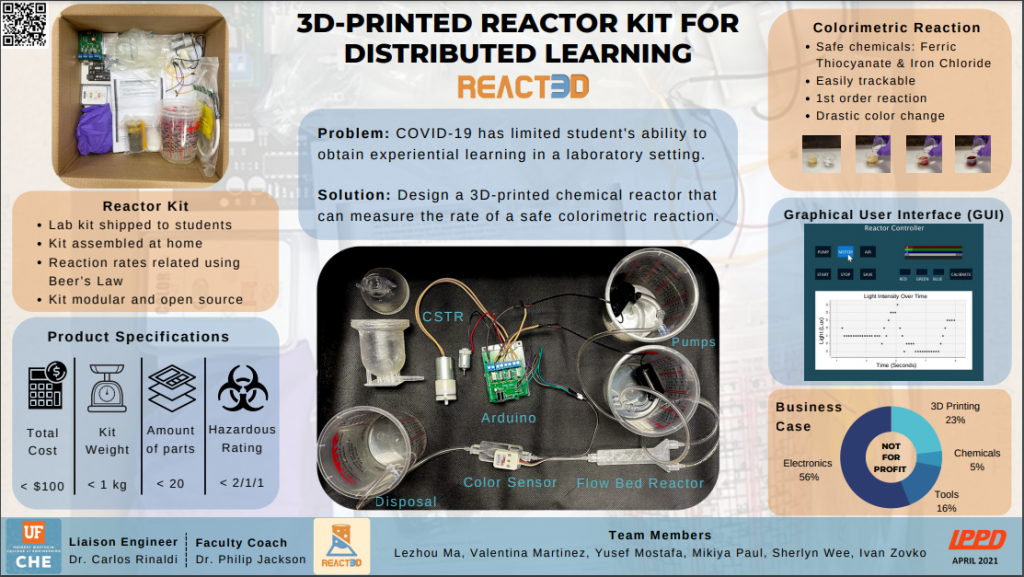 3D-PRINTED REACTOR KIT FOR
DISTRIBUTED LEARNING
REACT3D
Problem: COVID-19 has limited student's ability to
obtain experiential learning in a laboratory setting.
Solution: Design a 3D-printed chemical reactor that
can measure the rate of a safe colorimetric reaction.
Reactor Kit
• Lab kit shipped to students
• Kit assembled at home
• Reaction rates related using
Beer's Law
• Kit modular and open source
Product Specifications
Total
Cost
< $100
Kit
Weight
< 1 kg
Amount
of parts
< 20
Hazardous
Rating
< 2/1/1
CSTR
Pumps
Arduino
Color Sensor
Flow Bed Reactor
Disposal
Colorimetric Reaction
• Safe chemicals: Ferric
Thiocyanate & Iron Chloride
• Easily trackable
• 1st order reaction
• Drastic color change
Graphical User Interface (GUI)
Reactor Controller
PUMP
MOTOR
AIR
START
STOP
SAVE
RED
GREEN
BLUE
CALIBRATE
Light Intensity Over Time
Light (Lux)
Time (Seconds)
Business
Case
NOT
FOR
PROFIT
3D Printing
23%
Chemicals
5%
Tools
16%
Electronics
56%
UF
CHE
Liaison Engineer
Dr. Carlos Rinaldi
Faculty Coach
Dr. Philip Jackson
REACT3D
Team Members
Lezhou Ma, Valentina Martinez, Yusef Mostafa, Mikiya Paul, Sherlyn Wee, Ivan Zovko
IPPD
APRIL 2021